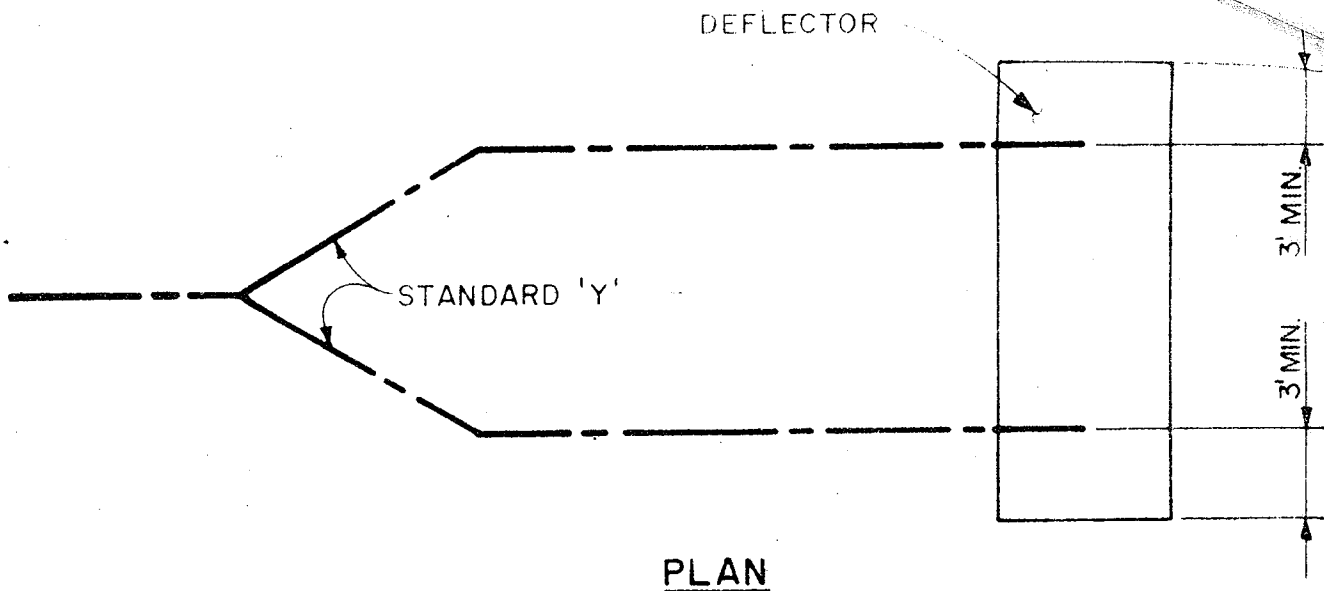 DEFLECTOR
3' MIN.
STANDARD 'Y'
3' MIN.
PLAN